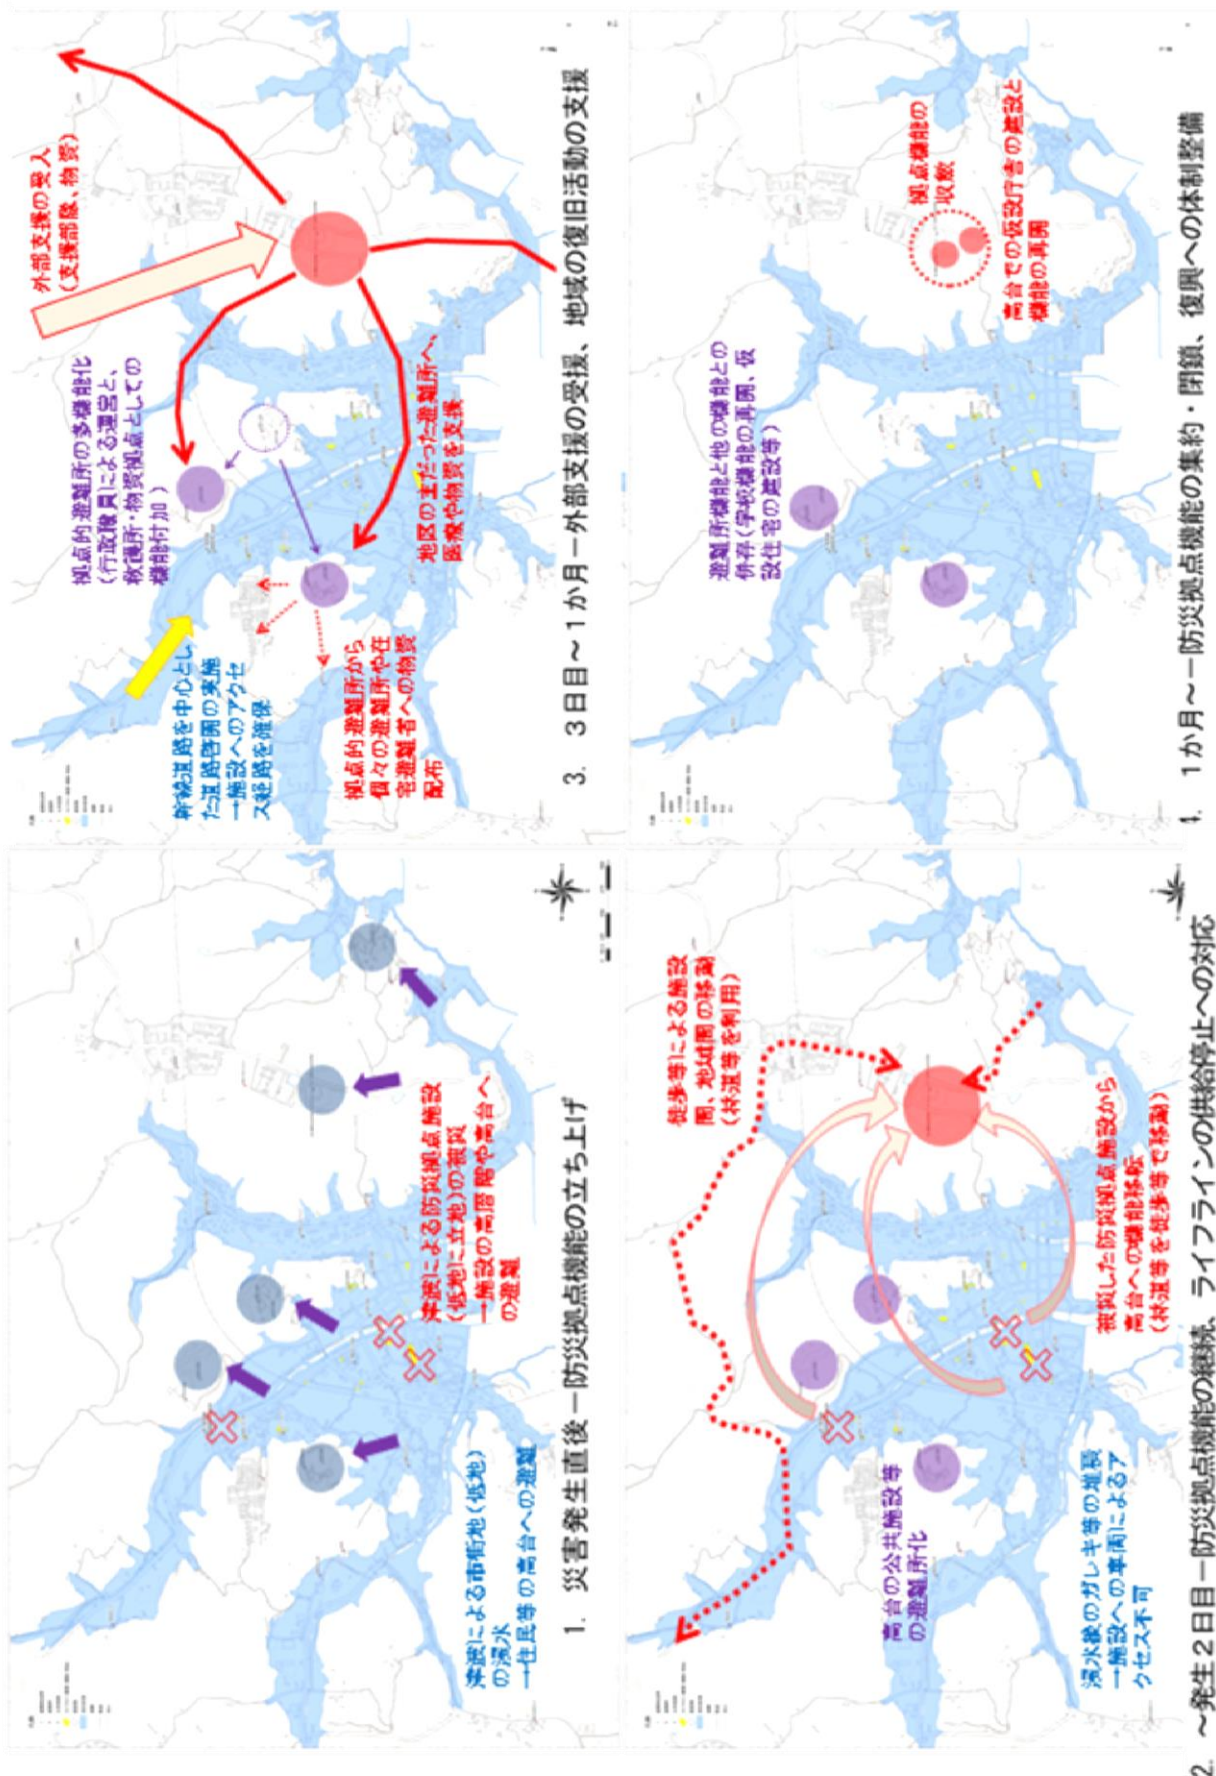 津波による防災拠点施設
(低地に立地)の被災
→施設の高層階や高台へ
の避難
津波による市街地(低地)
の浸水
→住民等の高台への避難
1. 災害発生直後－防災拠点機能の立ち上げ
徒歩等による施設
間、地域間の移動
(林道等を利用)
高台の公共施設等
の避難所化
被災した防災拠点施設から
高台への機能移転
(林道等を徒歩等で移動)
浸水後のガレキ等の堆積
→施設への車両によるア
クセス不可
2. ～発生2日目－防災拠点機能の継続、ライフラインの供給停止への対応
外部支援の受入
(支援部隊、物資)
拠点的避難所の多機能化
(行政職員による運営と、
救護所・物資拠点としての
機能付加)
幹線道路を中心とし
た道路啓開の実施
→施設へのアクセ
ス経路を確保
地区の主だった避難所へ、
医療や物資を支援
拠点的避難所から
個々の避難所や在
宅避難者への物資
配布
3. 3日目～1か月－外部支援の受援、地域の復旧活動の支援
拠点機能の
収斂
避難所機能と他の機能との
併存(学校機能の再開、仮
設住宅の建設等)
高台での仮設庁舎の建設と
機能の再開
4. 1か月～－防災拠点機能の集約・閉鎖、復興への体制整備